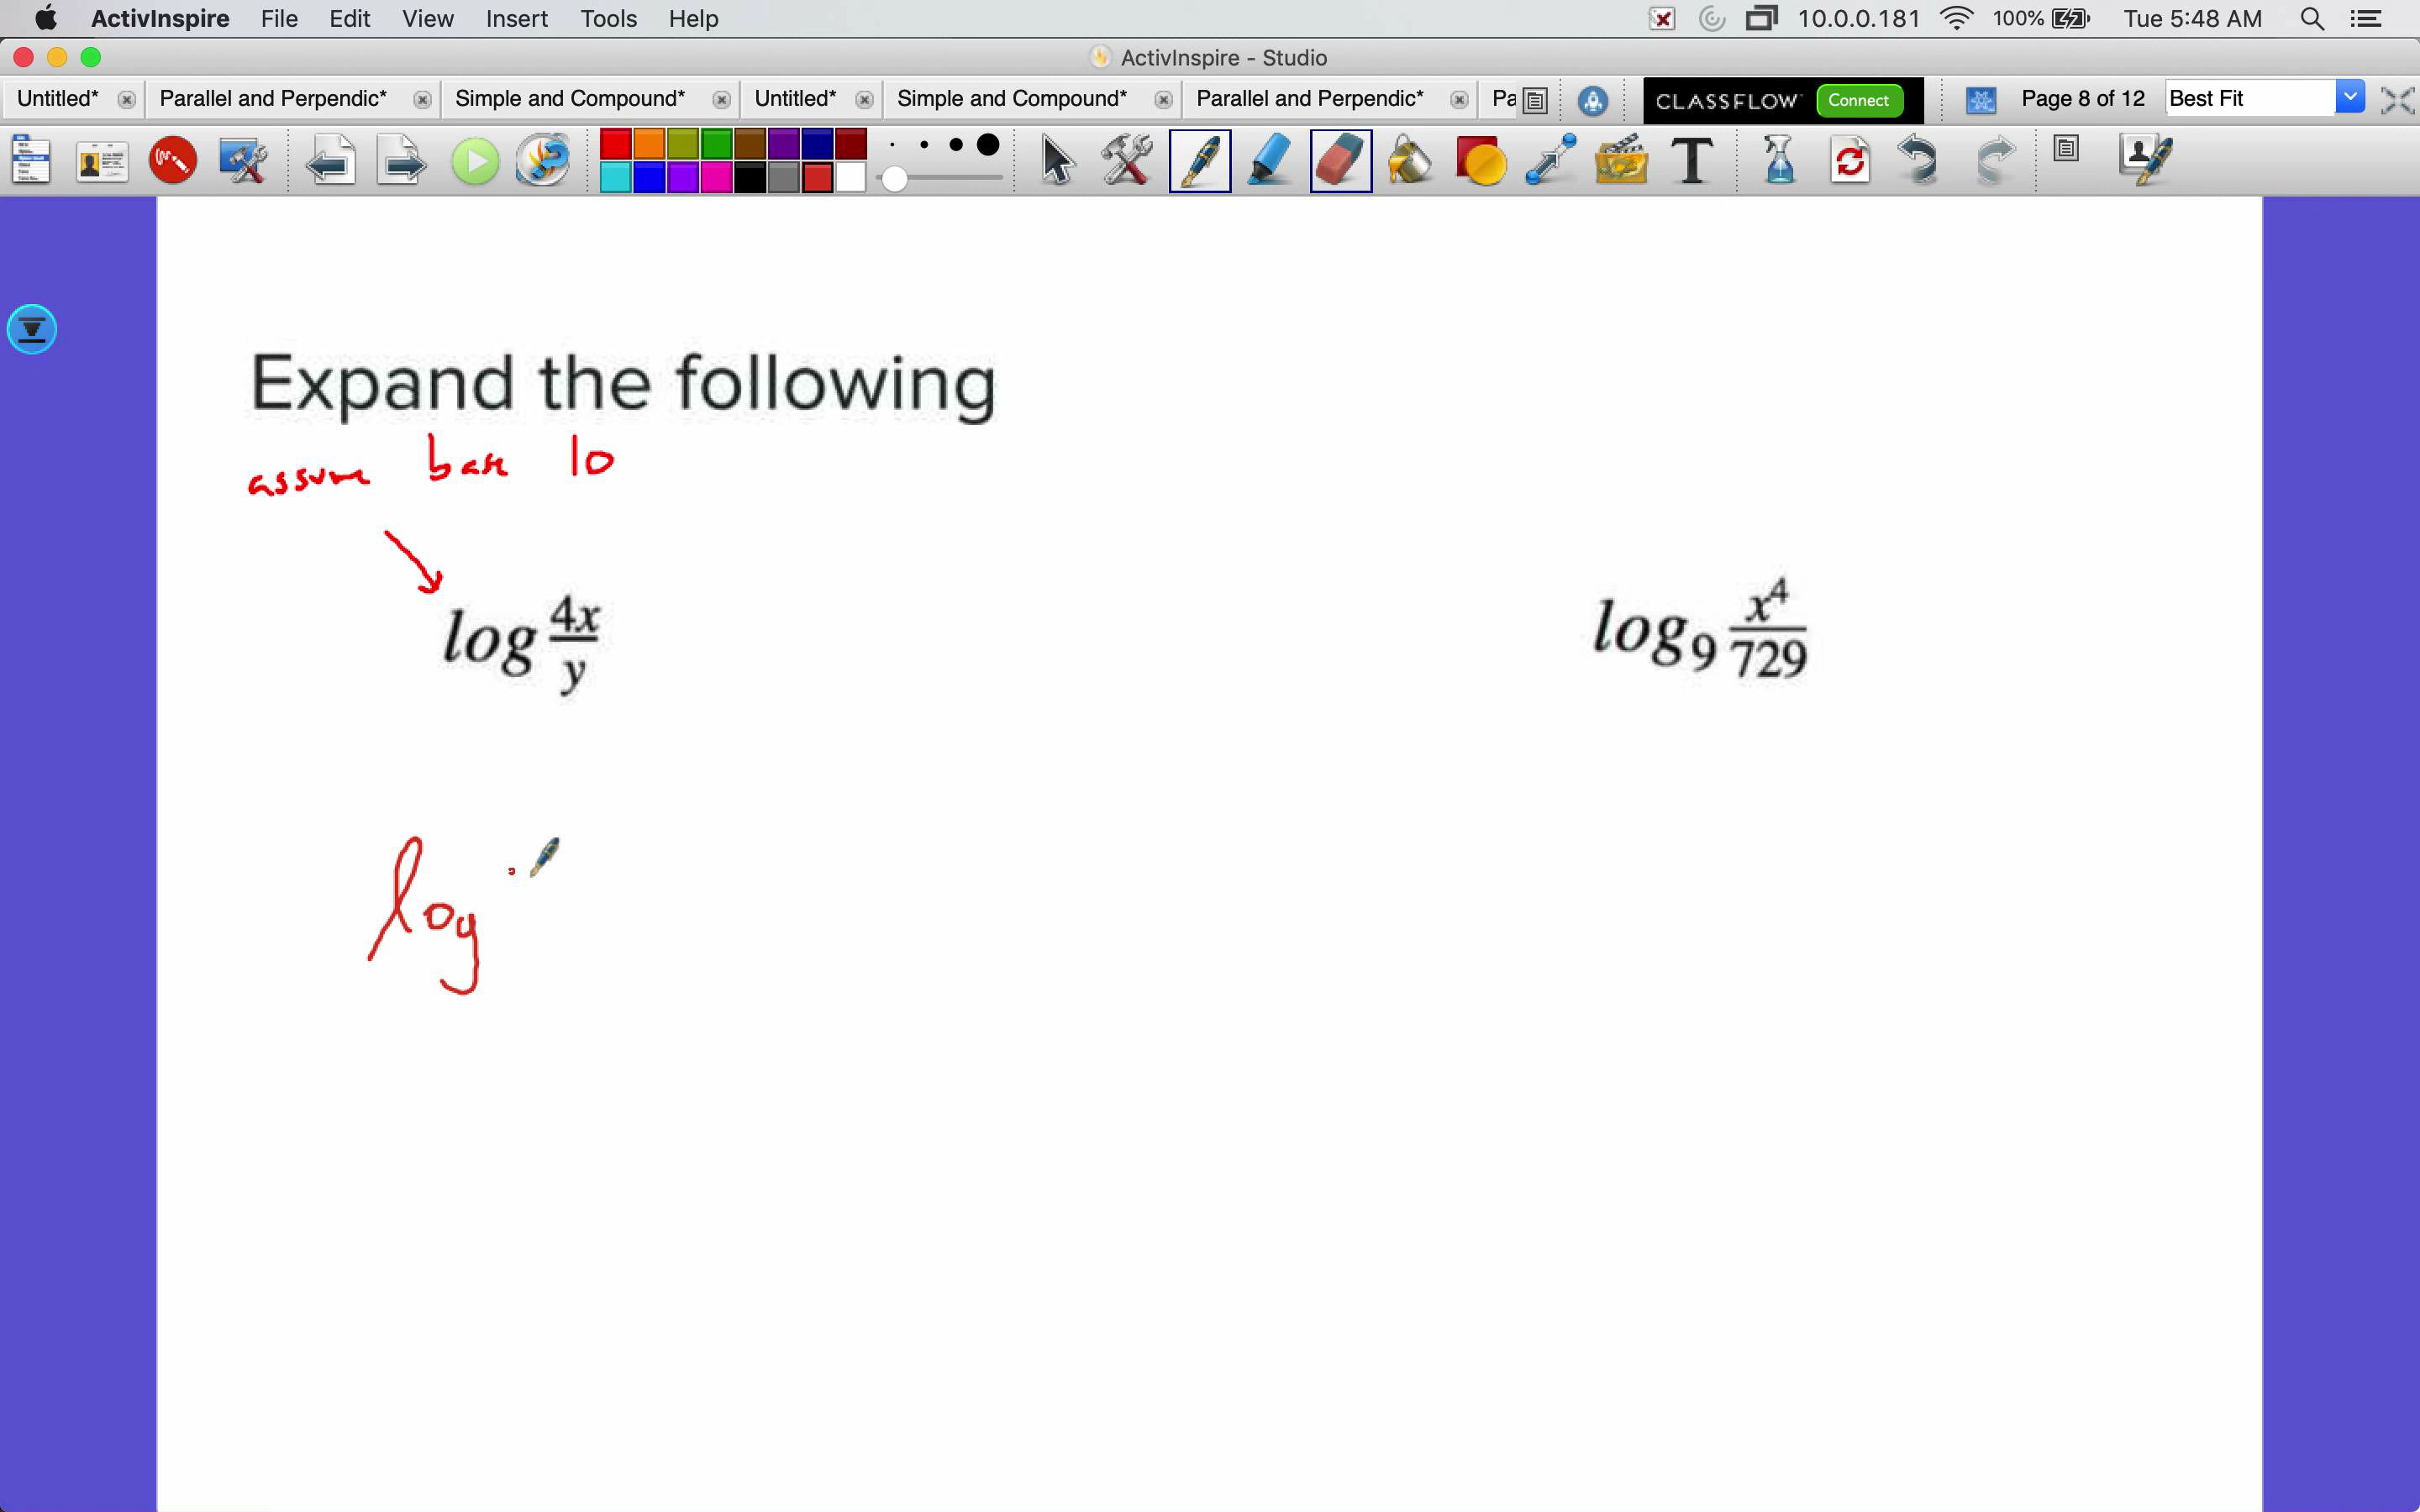 ActivInspire File Edit View Insert Tools Help 10.0.0.181 100% Tue 5:48 AM
ActivInspire - Studio
Untitled* Parallel and Perpendic* Simple and Compound* Untitled* Simple and Compound* Parallel and Perpendic* Pa CLASSFLOW Connect Page 8 of 12 Best Fit
T
Expand the following
assume base 10
log 4x/y
log₉ x⁴/729
log